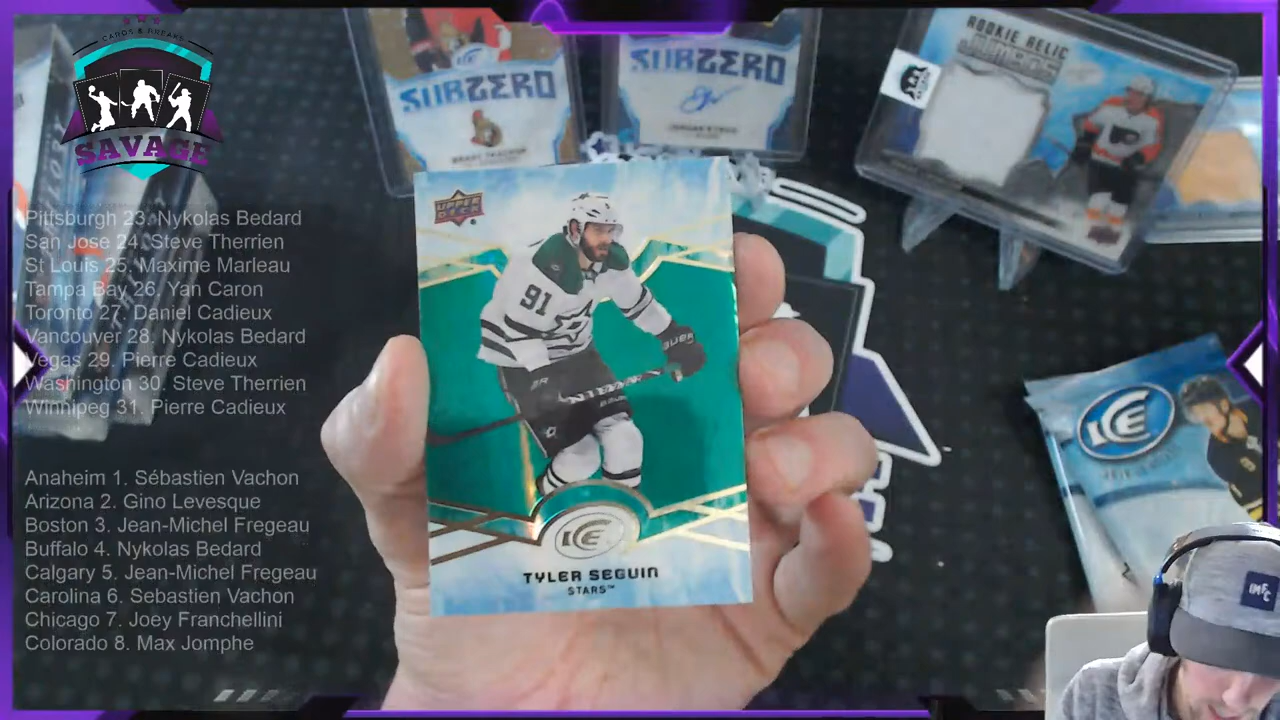 CARDS & BREAKS
SAVAGE
Pittsburgh 23. Nykolas Bedard
San Jose 24. Steve Therrien
St Louis 25. Maxime Marleau
Tampa Bay 26. Yan Caron
Toronto 27. Daniel Cadieux
Vancouver 28. Nykolas Bedard
Vegas 29. Pierre Cadieux
Washington 30. Steve Therrien
Winnipeg 31. Pierre Cadieux
Anaheim 1. Sébastien Vachon
Arizona 2. Gino Levesque
Boston 3. Jean-Michel Fregeau
Buffalo 4. Nykolas Bedard
Calgary 5. Jean-Michel Fregeau
Carolina 6. Sebastien Vachon
Chicago 7. Joey Franchellini
Colorado 8. Max Jomphe
SUBZERO
SUBZERO
ROOKIE RELIC
UPPER
DECK
91
BAUER
ICE
TYLER SEGUIN
STARS™
ICE